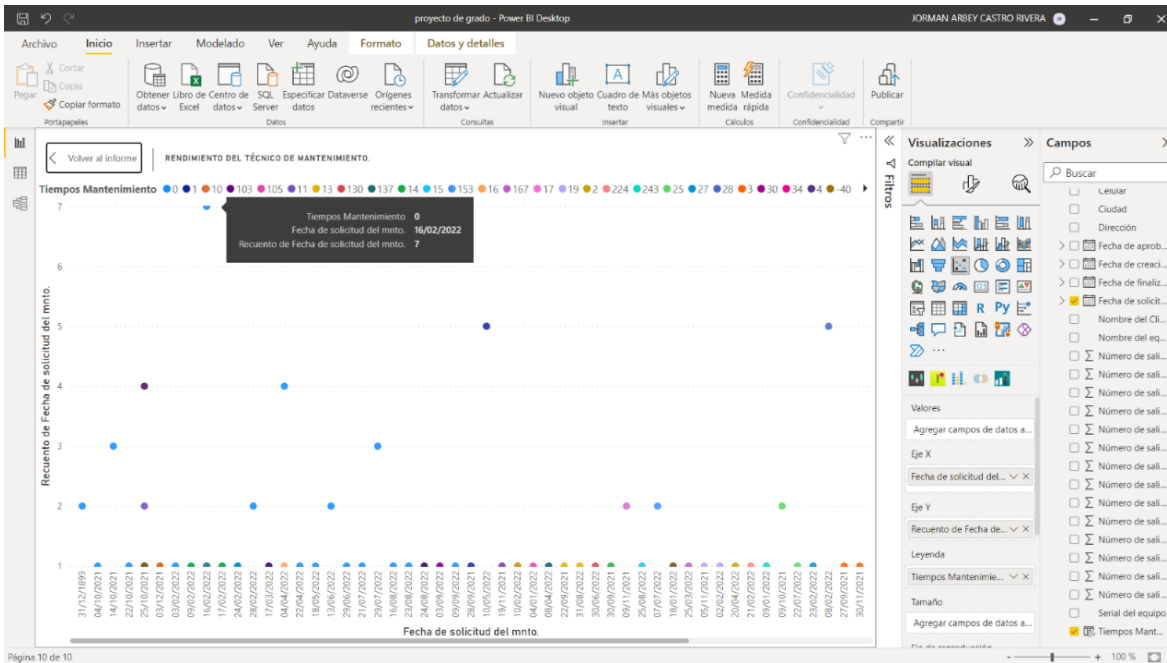 proyecto de grado - Power BI Desktop
JORMAN ARBEY CASTRO RIVERA
Archivo Inicio Insertar Modelado Ver Ayuda Formato Datos y detalles
Pegar
Cortar
Copia
Copiar formato
Portapapeles
Obtener datos
Libro de Excel
Centro de datos
SQL Server
Especificar datos
Dataverse
Orígenes recientes
Datos
Transformar datos
Actualizar
Consultas
Nuevo objeto visual
Cuadro de texto
Más objetos visuales
Insertar
Nueva medida
Medida rápida
Cálculos
Confidencialidad
Confidencialidad
Publicar
Compartir
Volver al informe
RENDIMIENTO DEL TÉCNICO DE MANTENIMIENTO.
Tiempos Mantenimiento 0 1 10 103 105 11 13 130 137 14 15 153 16 167 17 19 2 224 243 25 27 28 3 30 34 4 -40
Tiempos Mantenimiento 0
Fecha de solicitud del mnto. 16/02/2022
Recuento de Fecha de solicitud del mnto. 7
Recuento de Fecha de solicitud del mnto.
7
6
5
4
3
2
1
31/12/1899
04/10/2021
14/10/2021
22/10/2021
25/10/2021
03/12/2021
03/02/2022
09/02/2022
16/02/2022
17/02/2022
24/02/2022
28/02/2022
17/03/2022
04/04/2022
22/04/2022
18/05/2022
13/06/2022
29/06/2022
21/07/2022
29/07/2022
16/08/2022
23/08/2022
24/08/2022
03/09/2022
09/09/2022
28/09/2021
10/05/2022
19/11/2021
10/02/2022
04/01/2022
08/04/2022
22/09/2021
31/08/2022
30/06/2022
30/09/2021
09/11/2021
25/08/2022
07/07/2022
18/01/2022
25/03/2022
05/11/2021
02/02/2022
20/04/2022
21/02/2022
09/01/2022
09/10/2021
22/07/2022
23/02/2022
08/02/2022
27/09/2021
30/11/2021
Fecha de solicitud del mnto.
Filtros
Visualizaciones
Compilar visual
R Py
Valores
Agregar campos de datos a...
Eje X
Fecha de solicitud del...
Eje Y
Recuento de Fecha de...
Leyenda
Tiempos Mantenimie...
Tamaño
Agregar campos de datos a...
Campos
Buscar
Celular
Ciudad
Dirección
Fecha de aprob...
Fecha de creaci...
Fecha de finaliz...
Fecha de solicit...
Nombre del Cli...
Nombre del eq...
Número de sali...
Número de sali...
Número de sali...
Número de sali...
Número de sali...
Número de sali...
Número de sali...
Número de sali...
Número de sali...
Número de sali...
Número de sali...
Número de sali...
Número de sali...
Número de sali...
Serial del equipo
Tiempos Mant...
Página 10 de 10
100 %